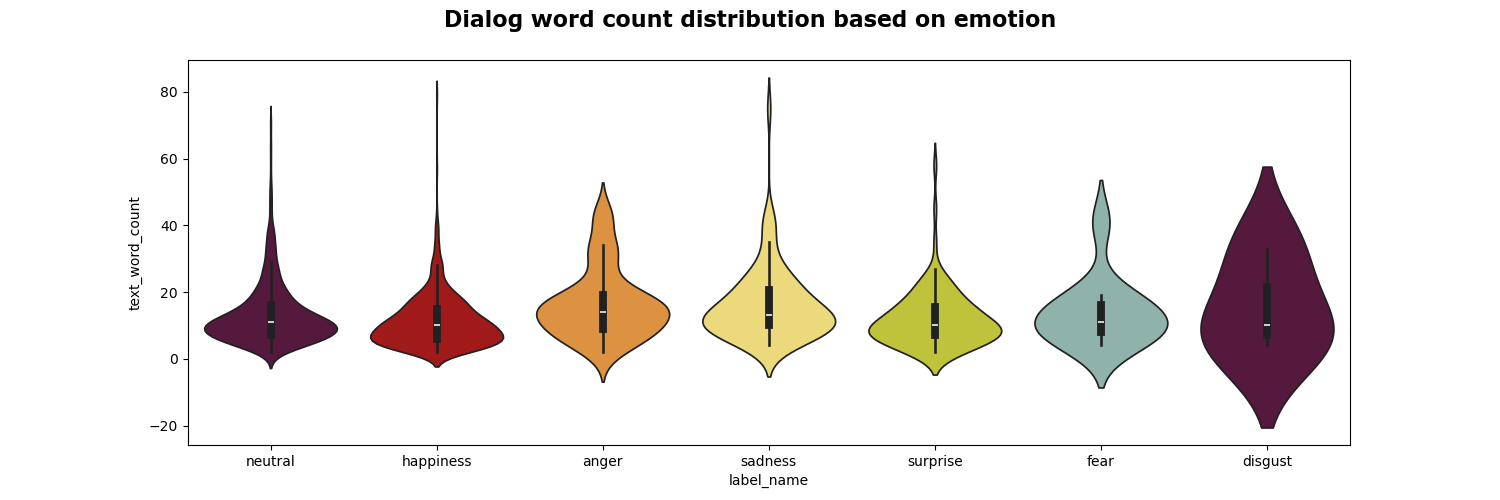 Dialog word count distribution based on emotion
text_word_count
80
60
40
20
0
−20
neutral happiness anger sadness surprise fear disgust
label_name